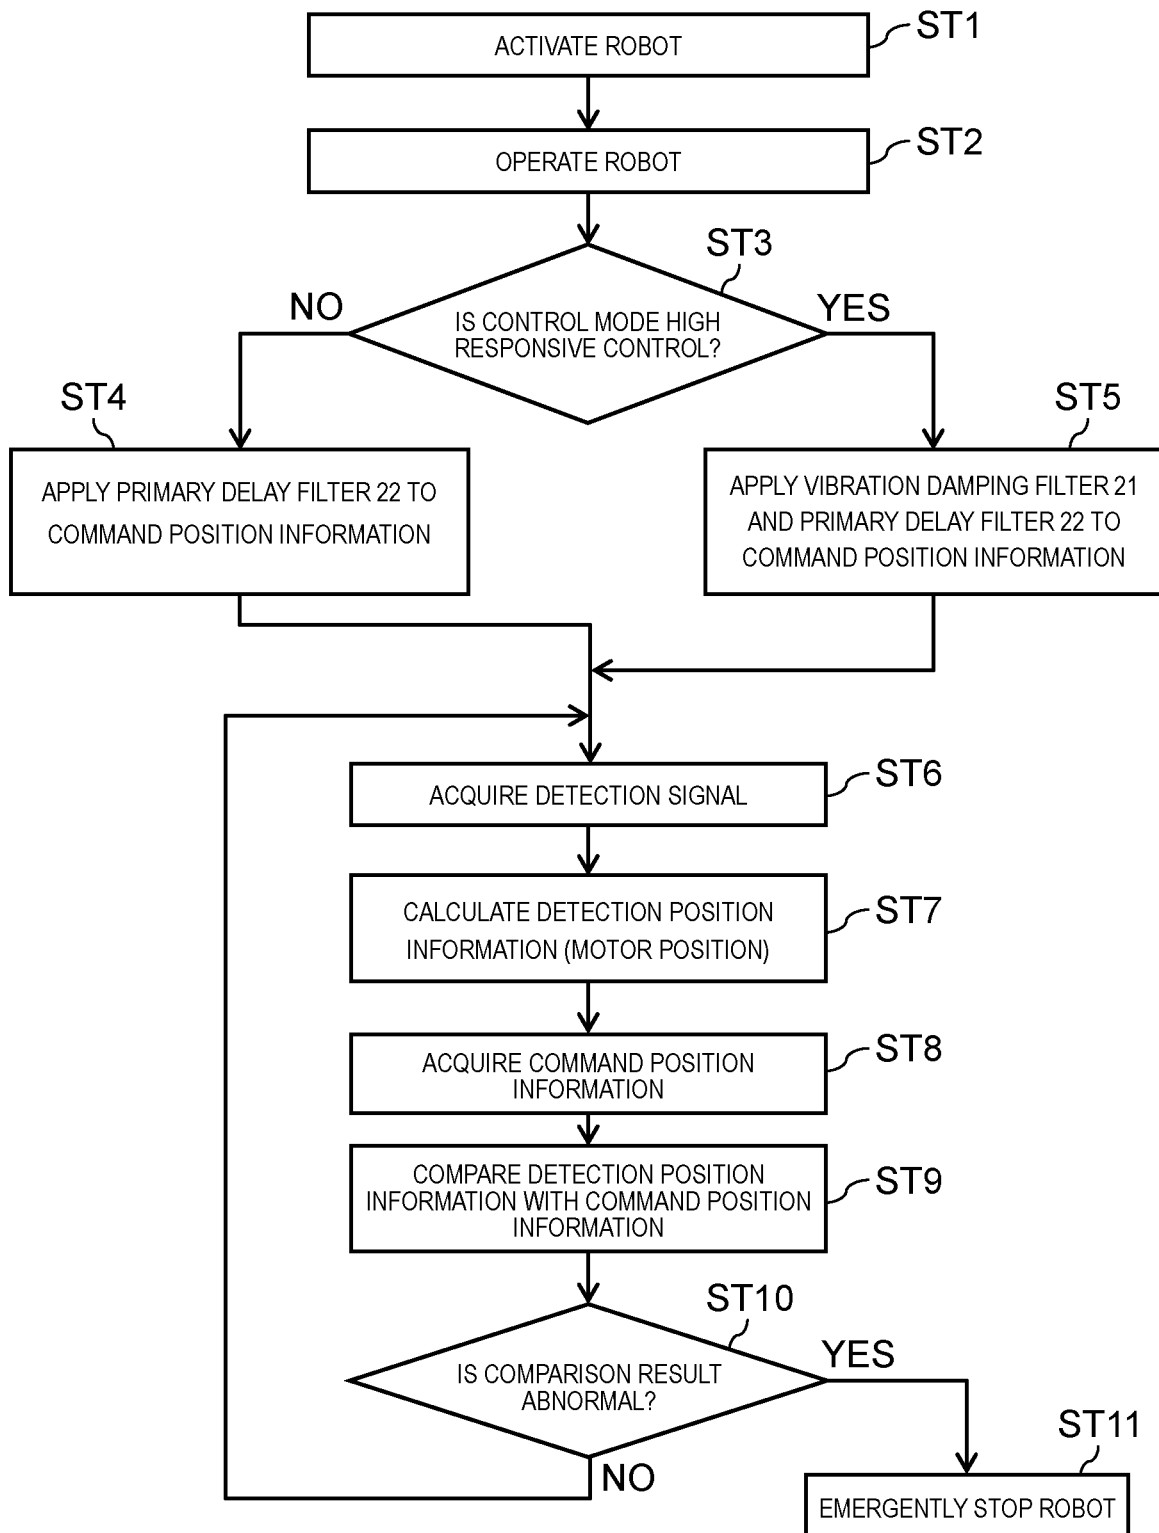 ACTIVATE ROBOT
ST1
OPERATE ROBOT
ST2
ST3
NO
YES
IS CONTROL MODE HIGH
RESPONSIVE CONTROL?
ST4
APPLY PRIMARY DELAY FILTER 22 TO
COMMAND POSITION INFORMATION
ST5
APPLY VIBRATION DAMPING FILTER 21
AND PRIMARY DELAY FILTER 22 TO
COMMAND POSITION INFORMATION
ACQUIRE DETECTION SIGNAL
ST6
CALCULATE DETECTION POSITION
INFORMATION (MOTOR POSITION)
ST7
ACQUIRE COMMAND POSITION
INFORMATION
ST8
COMPARE DETECTION POSITION
INFORMATION WITH COMMAND POSITION
INFORMATION
ST9
ST10
IS COMPARISON RESULT
ABNORMAL?
YES
NO
ST11
EMERGENTLY STOP ROBOT